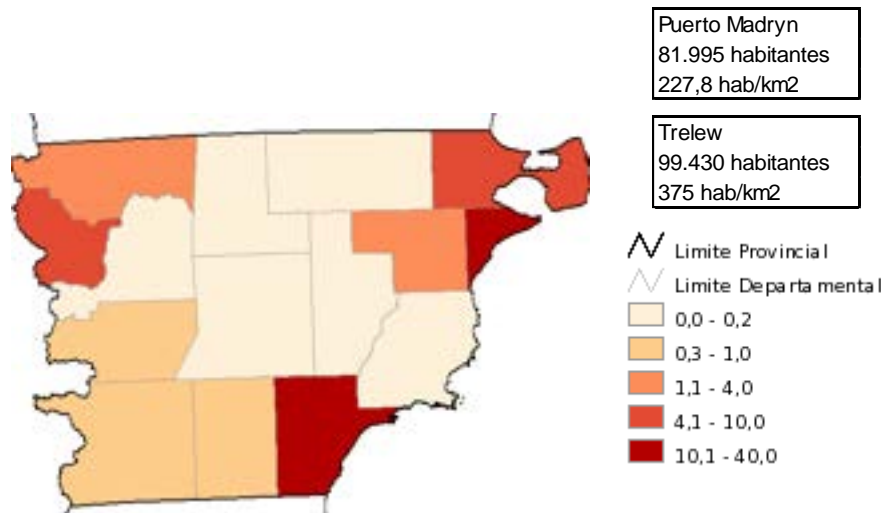 Puerto Madryn
81.995 habitantes
227,8 hab/km2
Trelew
99.430 habitantes
375 hab/km2
Limite Provincial
Limite Departamental
0,0 - 0,2
0,3 - 1,0
1,1 - 4,0
4,1 - 10,0
10,1 - 40,0